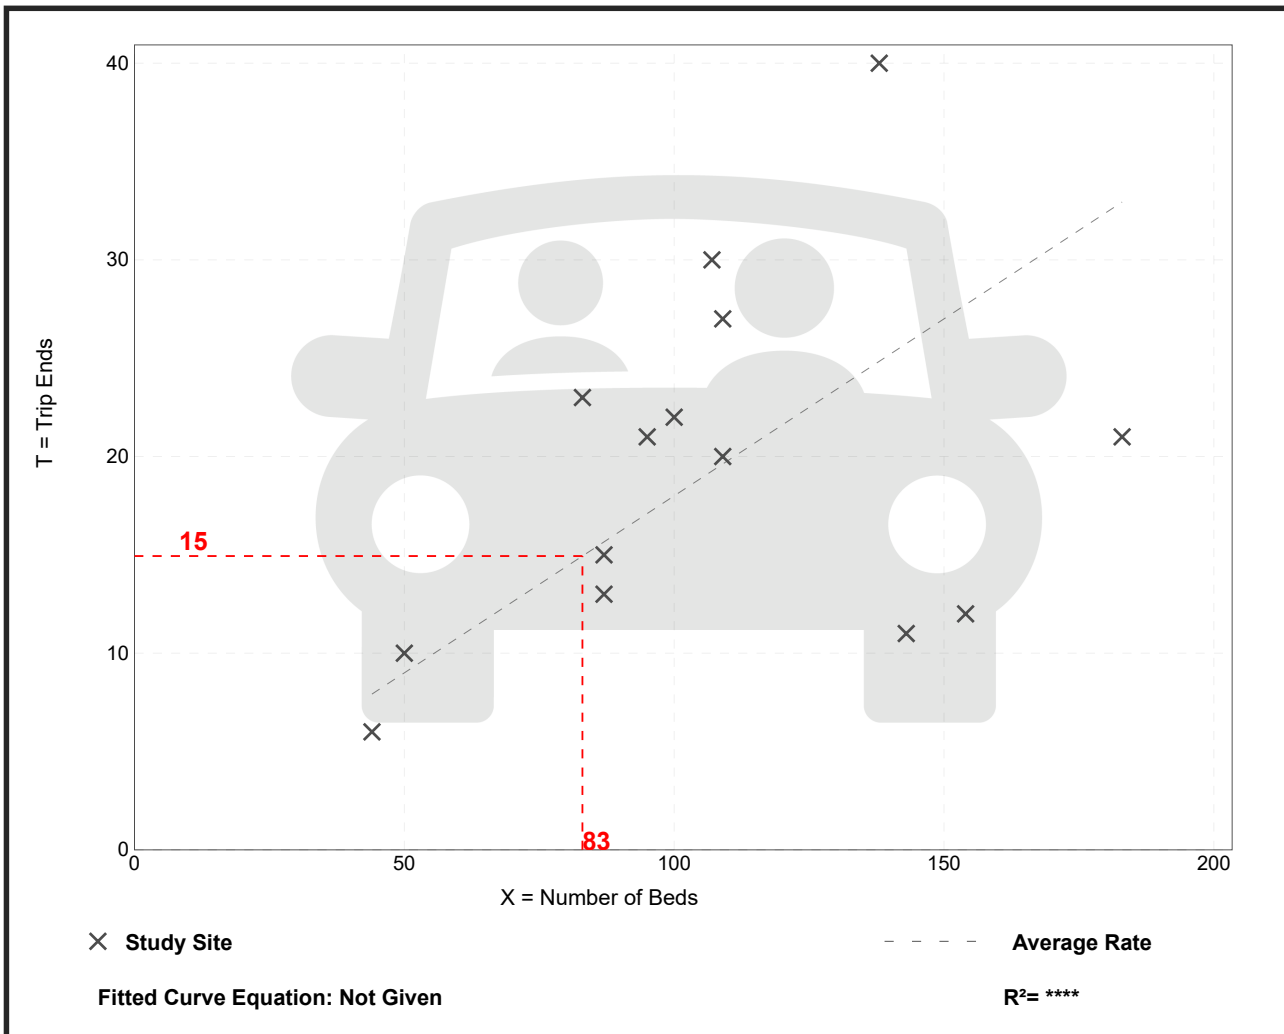 40
30
T = Trip Ends
20
15
10
0
83
0 50 100 150 200
X = Number of Beds
Study Site
Average Rate
Fitted Curve Equation: Not Given
R²= ****